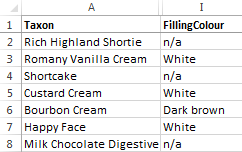 A I
1 Taxon FillingColour
2 Rich Highland Shortie n/a
3 Romany Vanilla Cream White
4 Shortcake n/a
5 Custard Cream White
6 Bourbon Cream Dark brown
7 Happy Face White
8 Milk Chocolate Digestive n/a